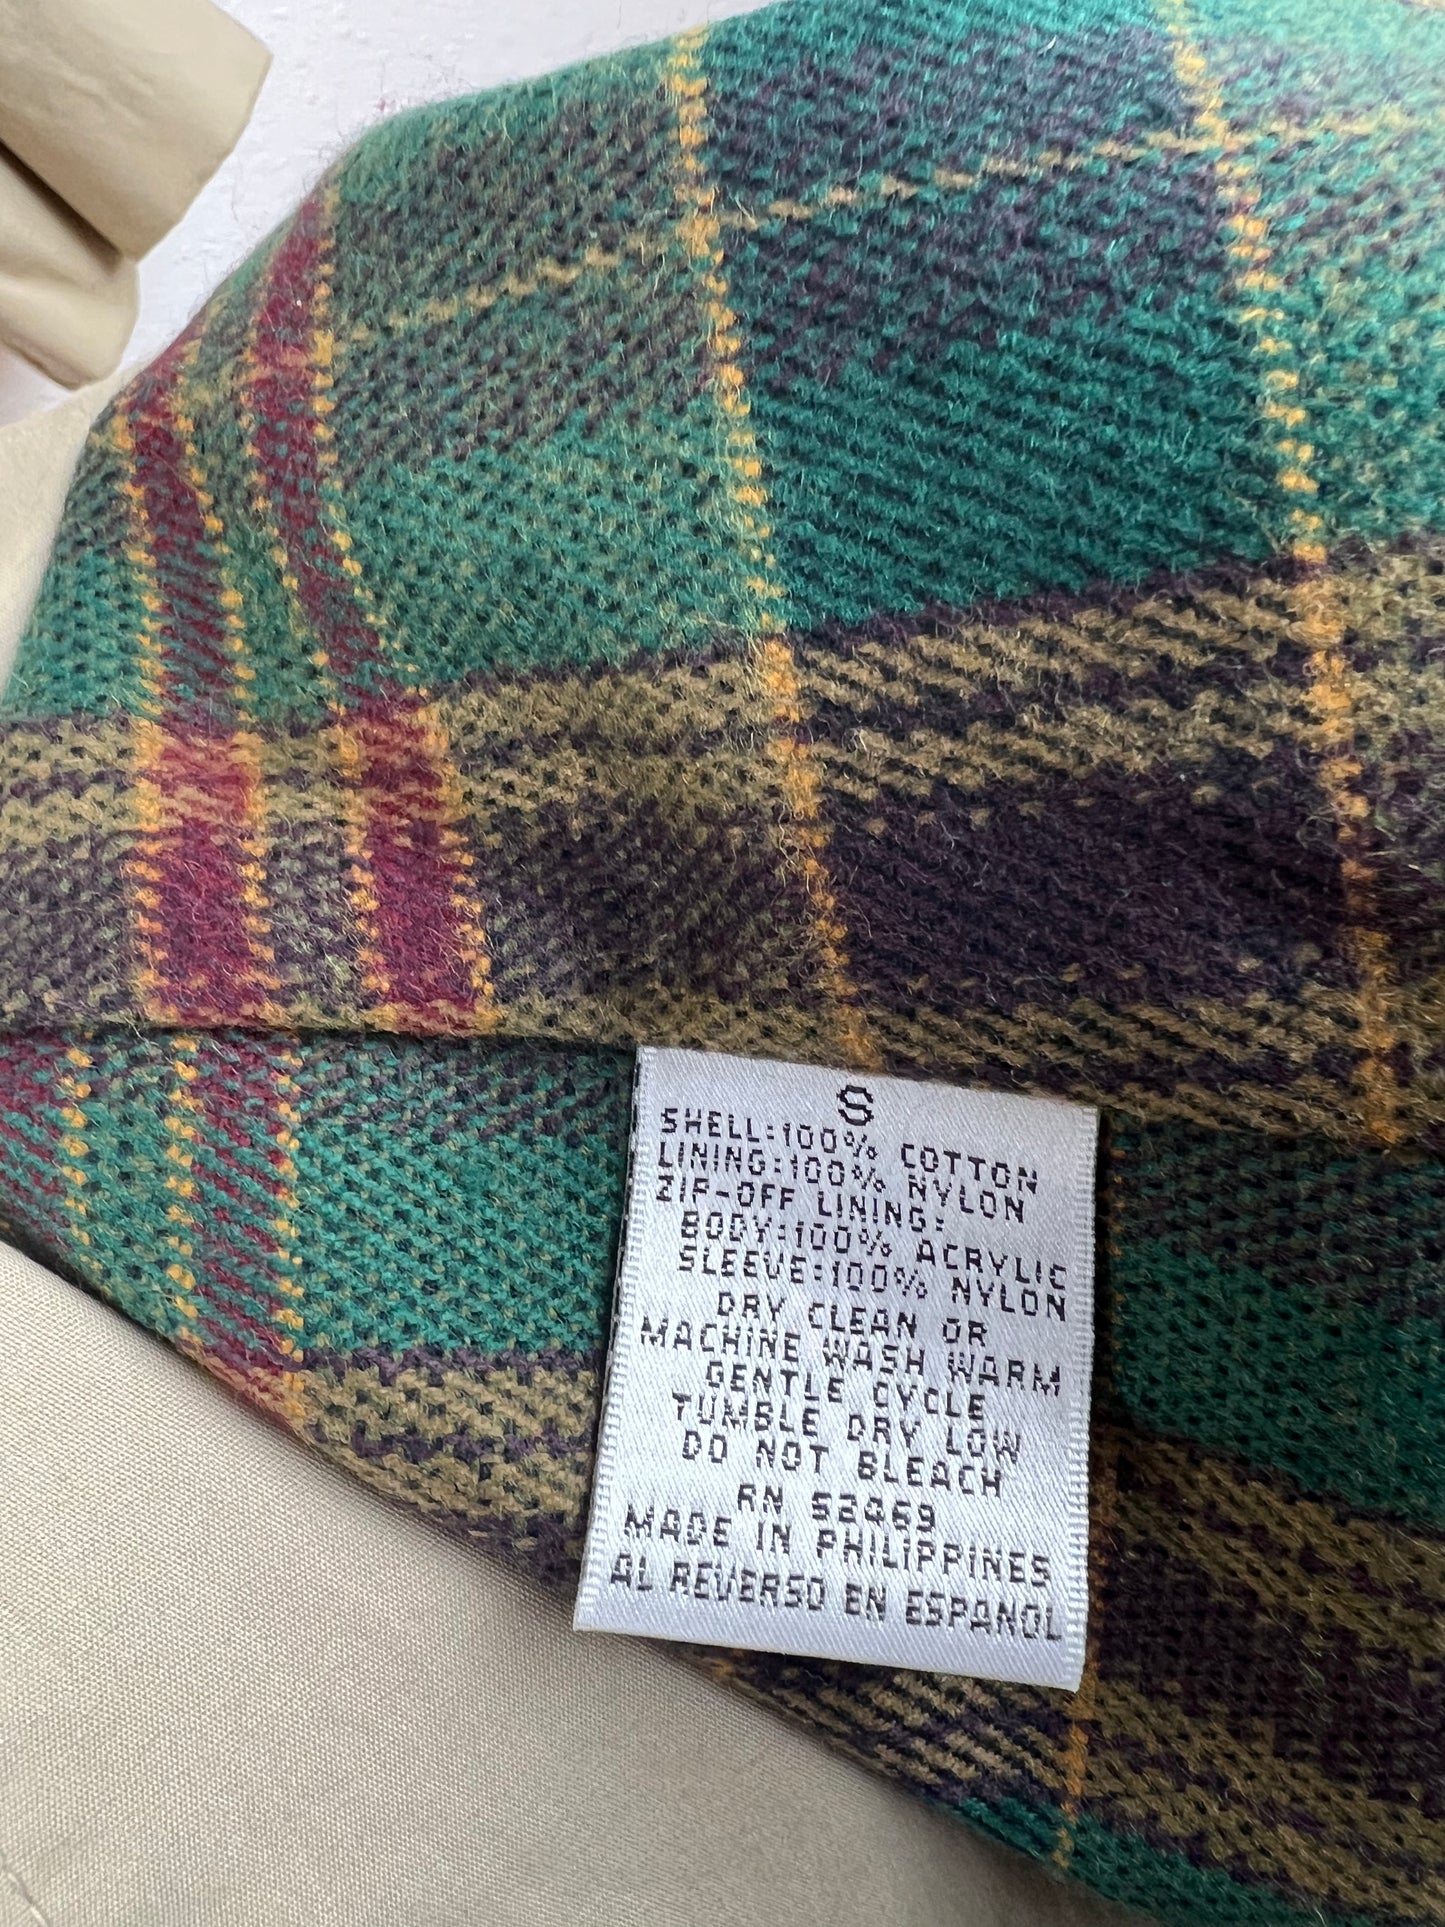 S
SHELL:100% COTTON
LINING:100% NYLON
ZIP-OFF LINING:
BODY:100% ACRYLIC
SLEEVE:100% NYLON
DRY CLEAN OR
MACHINE WASH WARM
GENTLE CYCLE
TUMBLE DRY LOW
DO NOT BLEACH
RN 52469
MADE IN PHILIPPINES
AL REVERSO EN ESPANOL